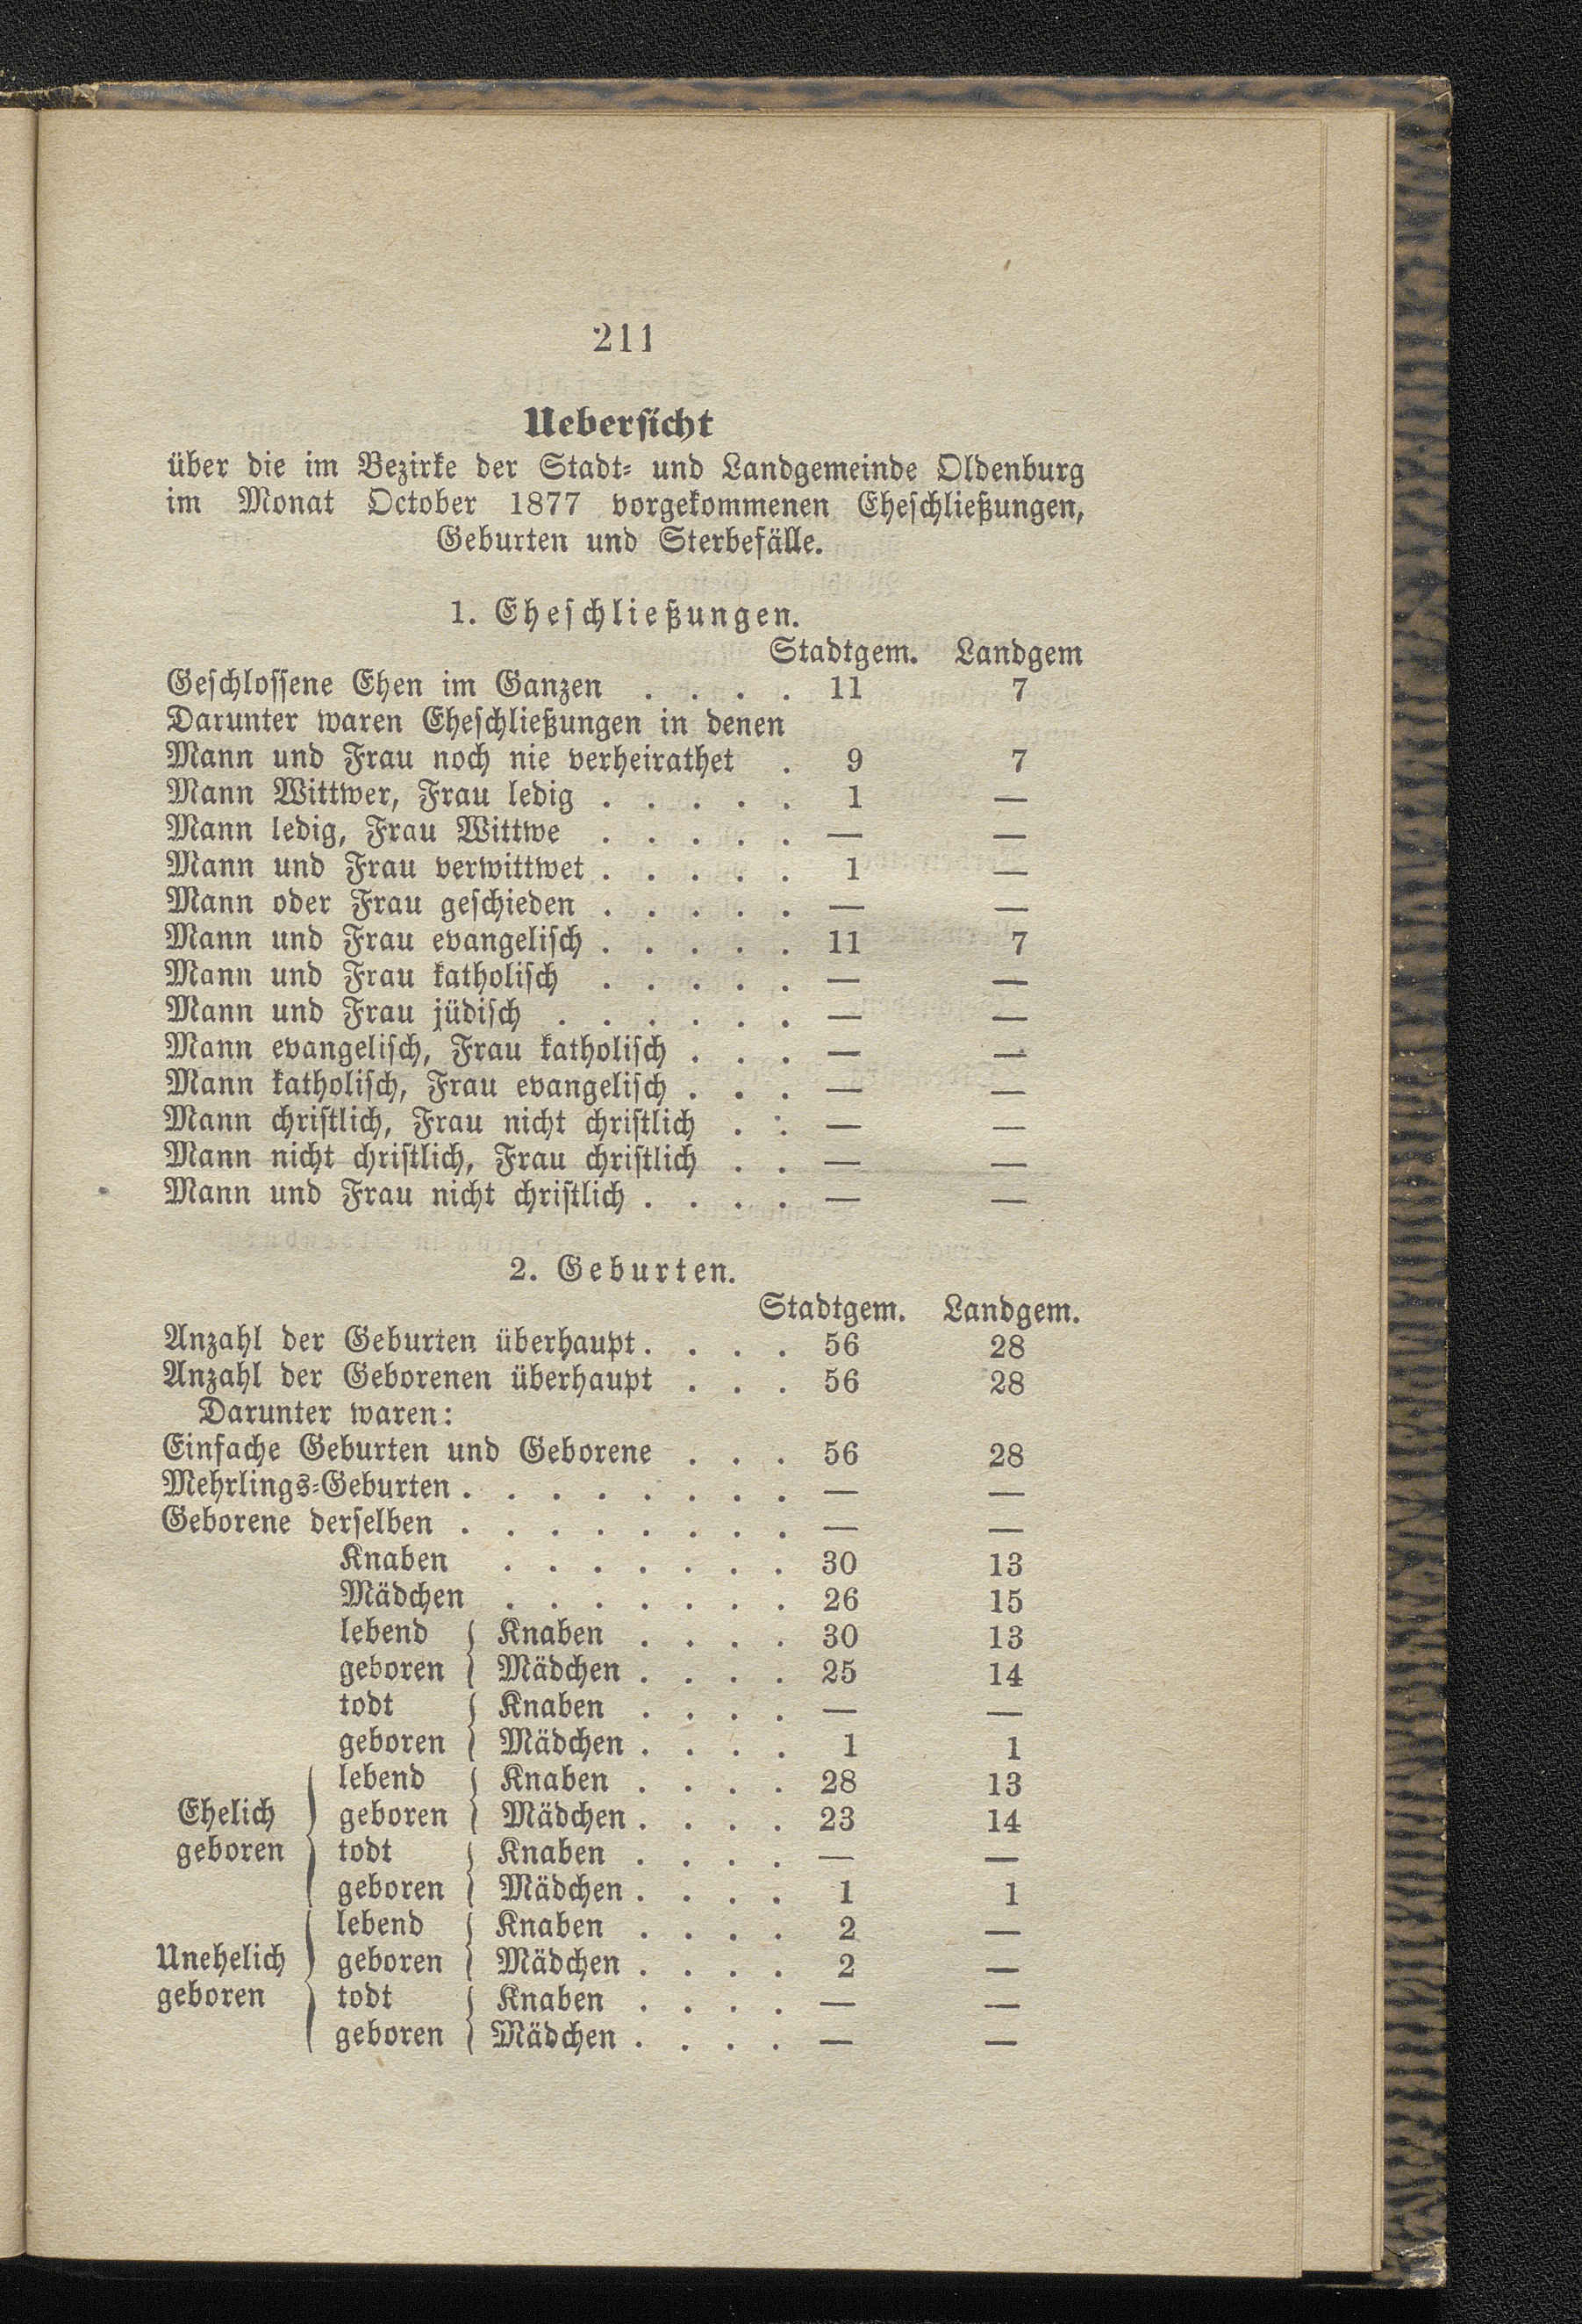 211
Uebersicht
über die im Bezirke der Stadt- und Landgemeinde Oldenburg
im Monat October 1877 vorgekommenen Eheschließungen,
Geburten und Sterbefälle.
1. Eheschließungen.
Stadtgem. Landgem
Geschlossene Ehen im Ganzen . . . . 11 7
Darunter waren Eheschließungen in denen
Mann und Frau noch nie verheirathet . 9 7
Mann Wittwer, Frau ledig . . . . . 1 —
Mann ledig, Frau Wittwe . . . . . — —
Mann und Frau verwittwet . . . . . 1 —
Mann oder Frau geschieden . . . . . — —
Mann und Frau evangelisch . . . . . 11 7
Mann und Frau katholisch . . . . . — —
Mann und Frau jüdisch . . . . . . — —
Mann evangelisch, Frau katholisch . . . — —
Mann katholisch, Frau evangelisch . . . — —
Mann christlich, Frau nicht christlich . . — —
Mann nicht christlich, Frau christlich . . — —
Mann und Frau nicht christlich . . . . — —
2. Geburten.
Stadtgem. Landgem.
Anzahl der Geburten überhaupt . . . . 56 28
Anzahl der Geborenen überhaupt . . . 56 28
Darunter waren:
Einfache Geburten und Geborene . . . 56 28
Mehrlings-Geburten . . . . . . . . — —
Geborene derselben . . . . . . . . — —
Knaben . . . . . . . 30 13
Mädchen . . . . . . . 26 15
lebend { Knaben . . . . 30 13
geboren { Mädchen . . . . 25 14
todt { Knaben . . . . — —
geboren { Mädchen . . . . 1 1
lebend { Knaben . . . . 28 13
Ehelich } geboren { Mädchen . . . . 23 14
geboren } todt { Knaben . . . . — —
geboren { Mädchen . . . . 1 1
lebend { Knaben . . . . 2 —
Unehelich } geboren { Mädchen . . . . 2 —
geboren } todt { Knaben . . . . — —
geboren { Mädchen . . . . — —